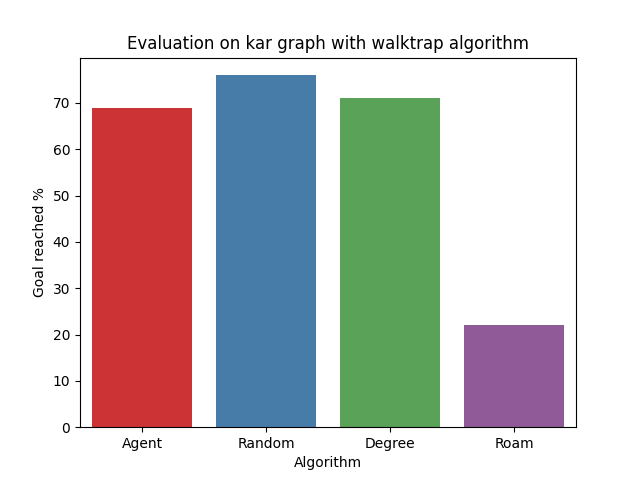 Evaluation on kar graph with walktrap algorithm
Goal reached %
70
60
50
40
30
20
10
0
Agent Random Degree Roam
Algorithm